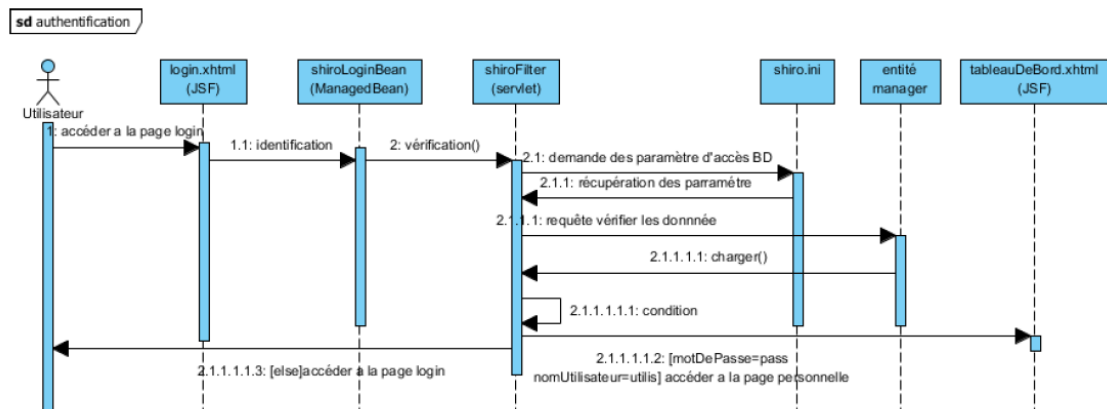 sd authentification
Utilisateur
login.xhtml
(JSF)
shiroLoginBean
(ManagedBean)
shiroFilter
(servlet)
shiro.ini
entité
manager
tableauDeBord.xhtml
(JSF)
1: accéder a la page login
1.1: identification
2: vérification()
2.1: demande des paramètre d'accès BD
2.1.1: récupération des parramétre
2.1.1.1: requête vérifier les donnnée
2.1.1.1.1: charger()
2.1.1.1.1.1: condition
2.1.1.1.1.2: [motDePasse=pass
nomUtilisateur=utilis] accéder a la page personnelle
2.1.1.1.1.3: [else]accéder a la page login